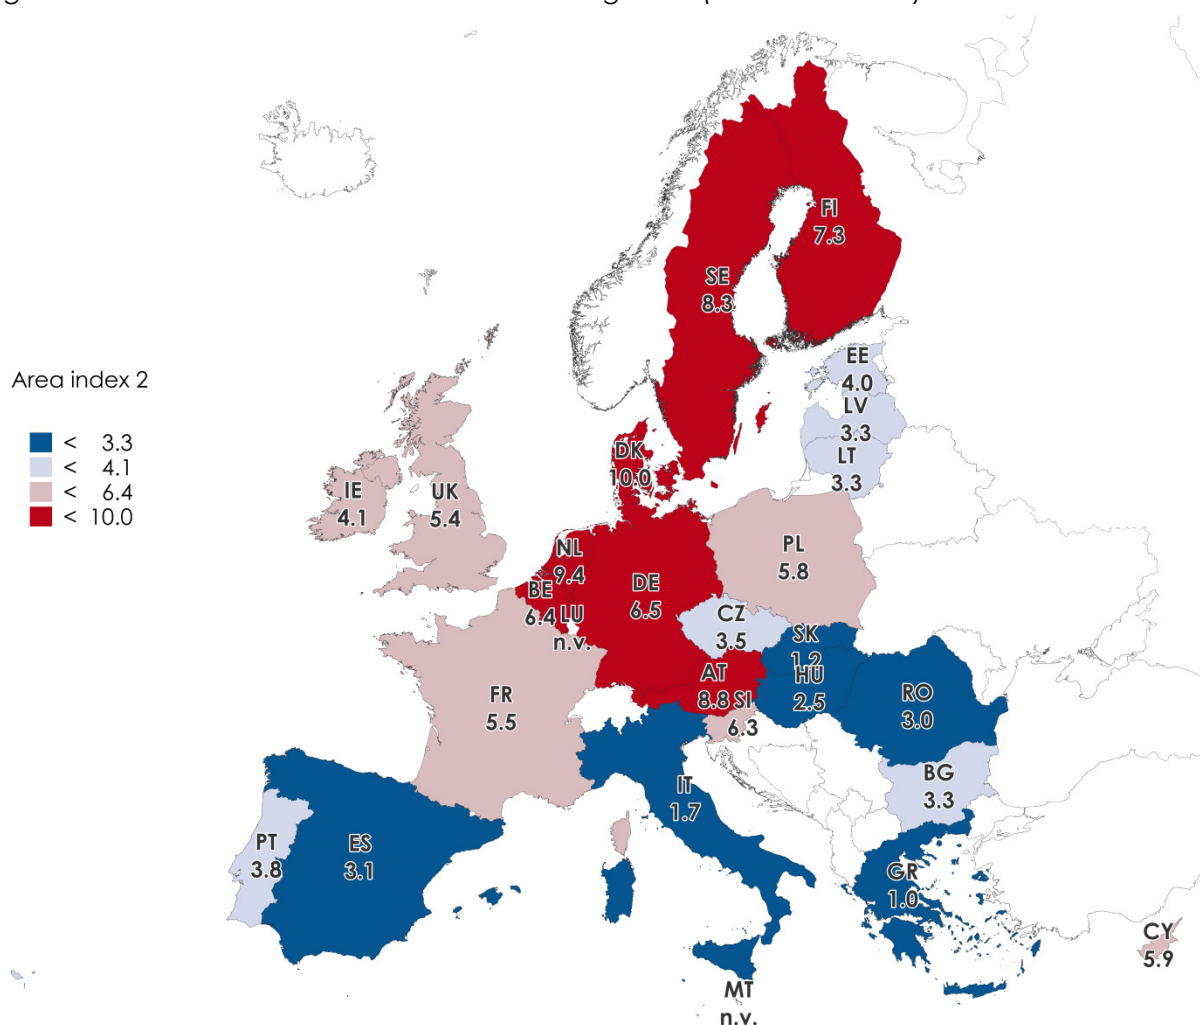 Area index 2
< 3.3
< 4.1
< 6.4
< 10.0
FI
7.3
SE
8.3
EE
4.0
LV
3.3
LT
3.3
DK
10.0
IE
4.1
UK
5.4
NL
9.4
BE
6.4
LU
n.v.
DE
6.5
PL
5.8
CZ
3.5
SK
1.2
HU
2.5
AT
8.8
SI
6.3
FR
5.5
RO
3.0
BG
3.3
IT
1.7
PT
3.8
ES
3.1
GR
1.0
CY
5.9
MT
n.v.